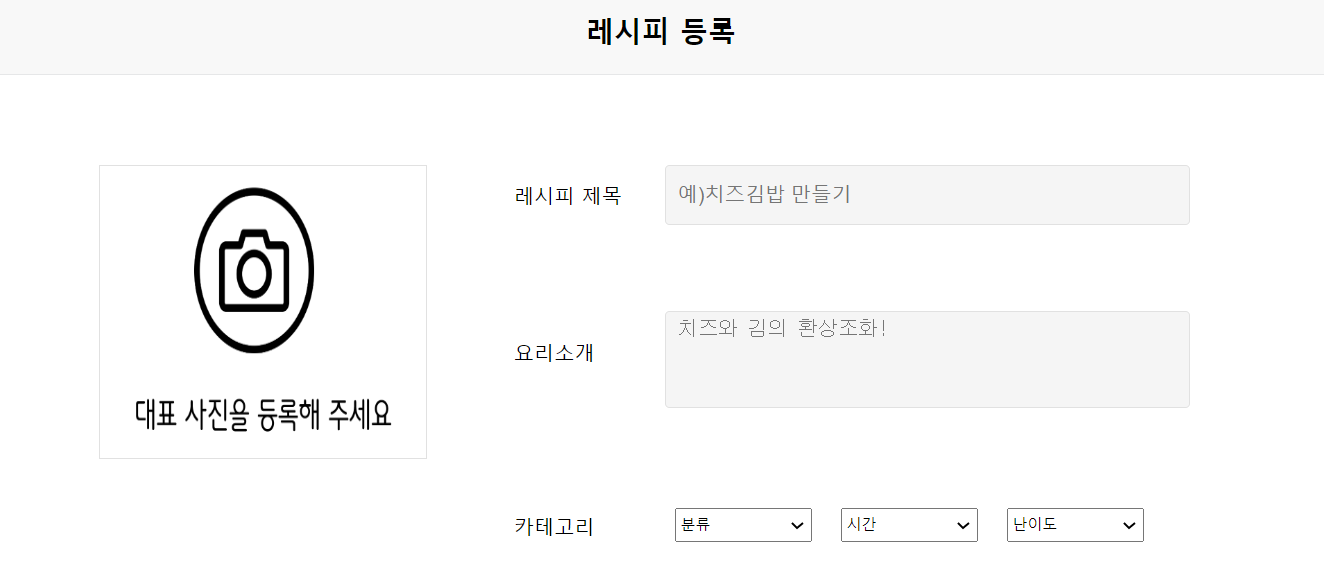 레시피 등록
대표 사진을 등록해 주세요
레시피 제목
예)치즈김밥 만들기
요리소개
치즈와 김의 환상조화!
카테고리
분류
시간
난이도